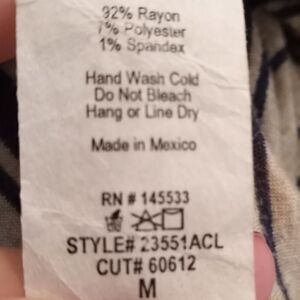 92% Rayon
7% Polyester
1% Spandex
Hand Wash Cold
Do Not Bleach
Hang or Line Dry
Made in Mexico
RN # 145533
STYLE# 23551ACL
CUT# 60612
M